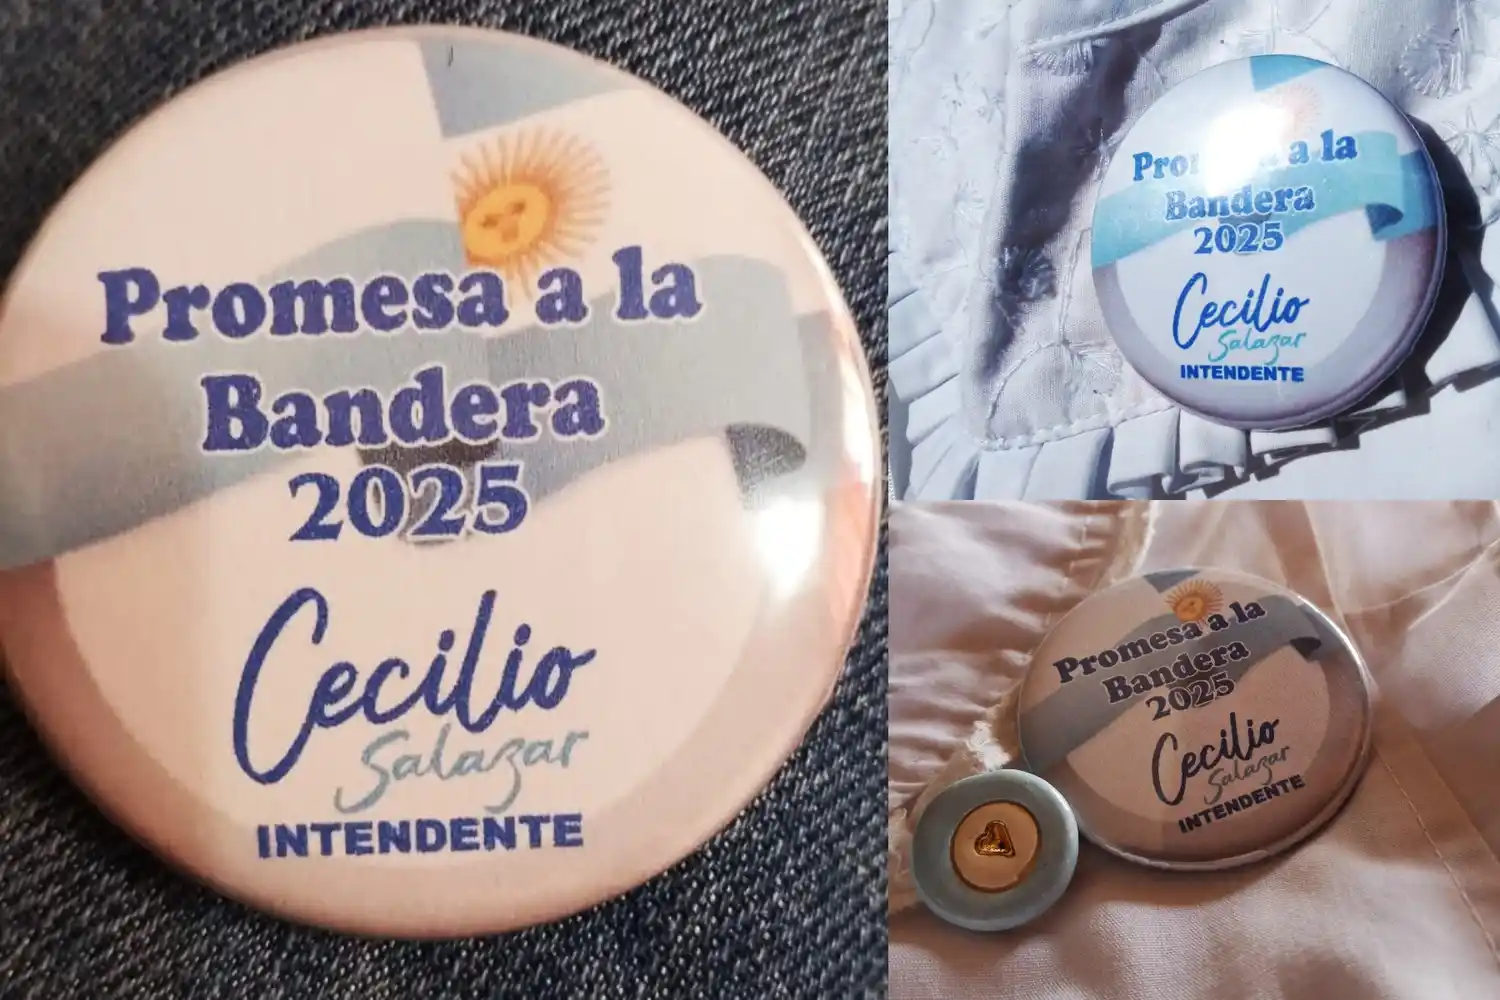 Promesa a la
Bandera
2025
Cecilio
Salazar
INTENDENTE
a la
Bandera
2025
Cecilio
Salazar
INTENDENTE
Promesa a la
Bandera
2025
Cecilio
Salazar
INTENDENTE